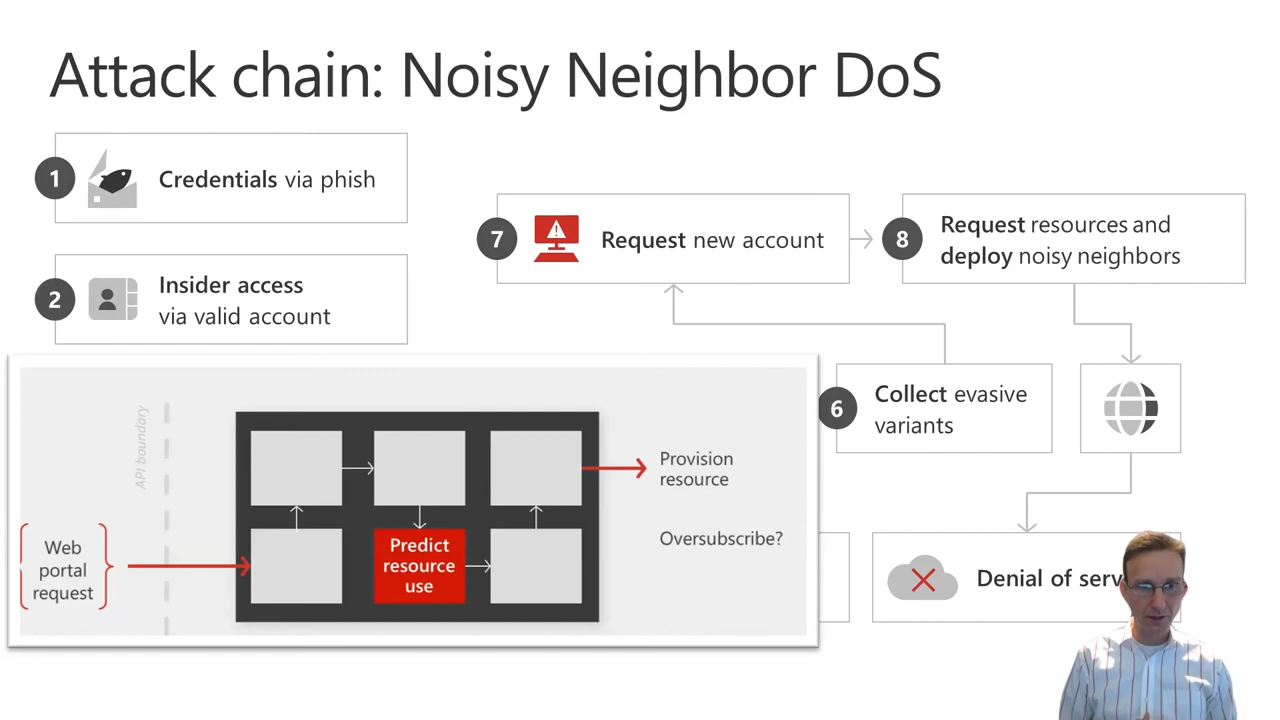 Attack chain: Noisy Neighbor DoS
1
Credentials via phish
2
Insider access
via valid account
7
Request new account
8
Request resources and
deploy noisy neighbors
6
Collect evasive
variants
API boundary
Web
portal
request
Predict
resource
use
Provision
resource
Oversubscribe?
Denial of